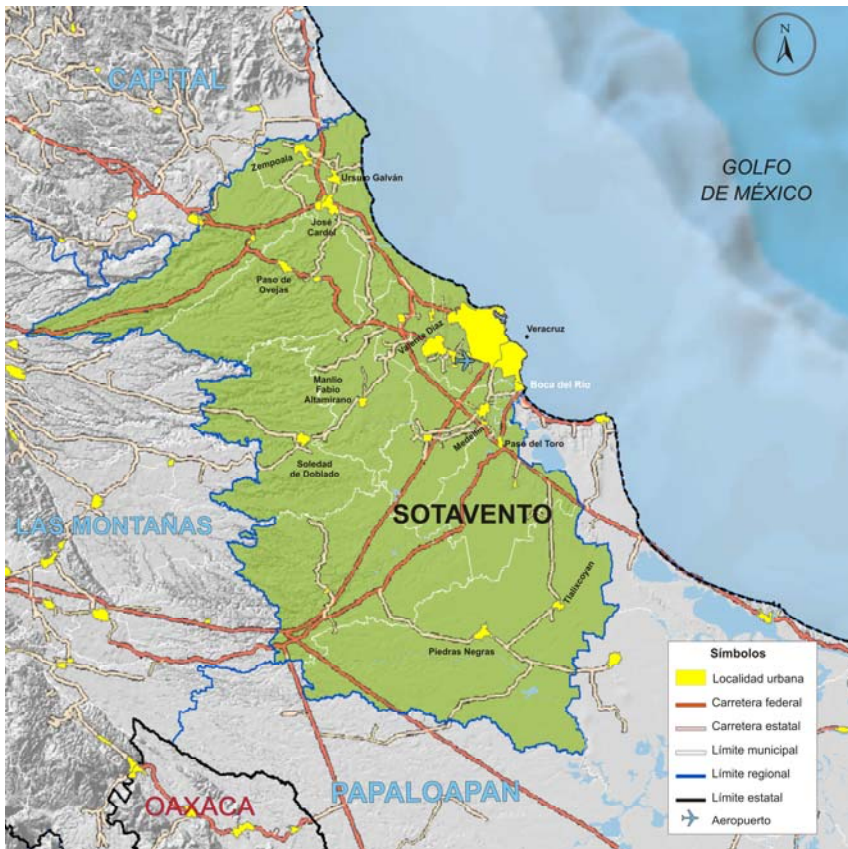 CAPITAL
GOLFO
DE MÉXICO
Zempoala
Ursulo Galván
José
Cardel
Paso de
Ovejas
Valente Díaz
Veracruz
Manlio
Fabio
Altamirano
Boca del Río
Medellín
Paso del Toro
Soledad
de Doblado
SOTAVENTO
LAS MONTAÑAS
Tlalixcoyan
Piedras Negras
OAXACA
PAPALOAPAN
Símbolos
Localidad urbana
Carretera federal
Carretera estatal
Límite municipal
Límite regional
Límite estatal
Aeropuerto
N